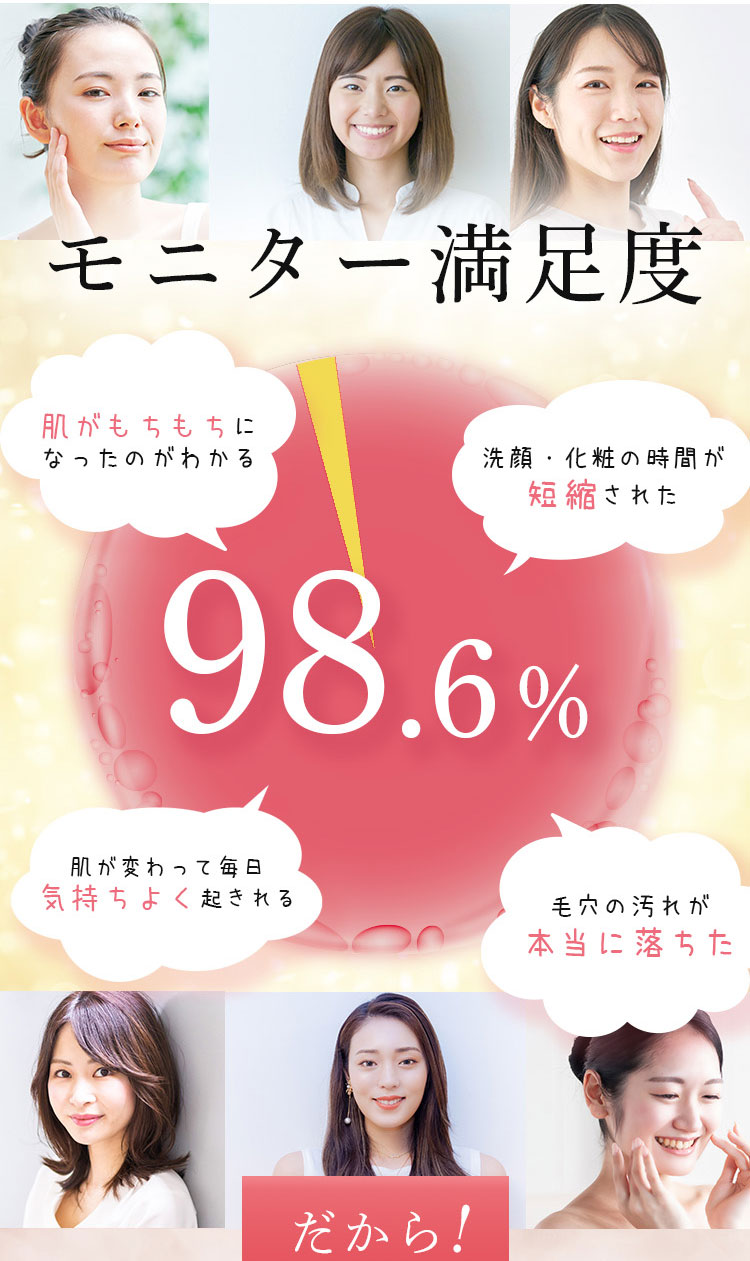 モニター満足度
肌がもちもちに
なったのがわかる
洗顔・化粧の時間が
短縮された
98.6%
肌が変わって毎日
気持ちよく起きれる
毛穴の汚れが
本当に落ちた
だから!